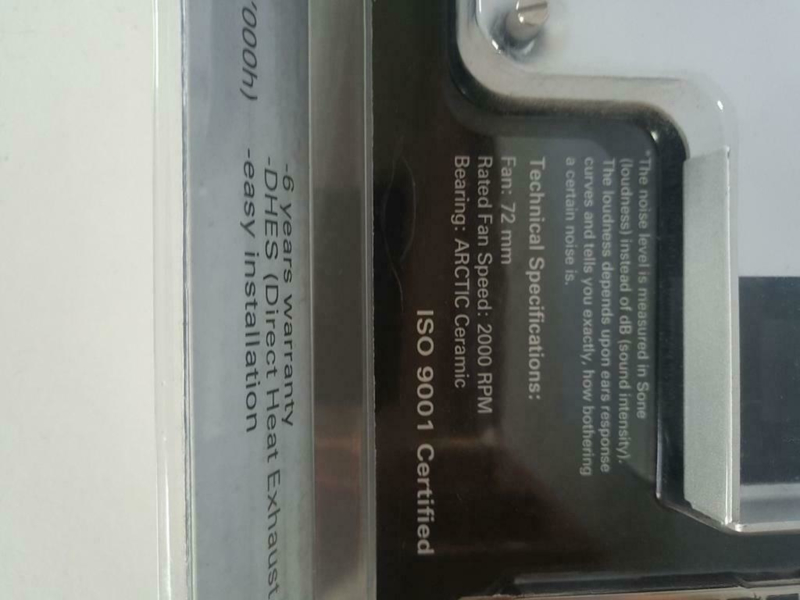 *The noise level is measured in Sone
(loudness) instead of dB (sound intensity).
The loudness depends upon ears response
curves and tells you exactly, how bothering
a certain noise is.
Technical Specifications:
Fan: 72 mm
Rated Fan Speed: 2000 RPM
Bearing: ARCTIC Ceramic
ISO 9001 Certified
-6 years warranty
-DHES (Direct Heat Exhaust
-easy installation
'000h)